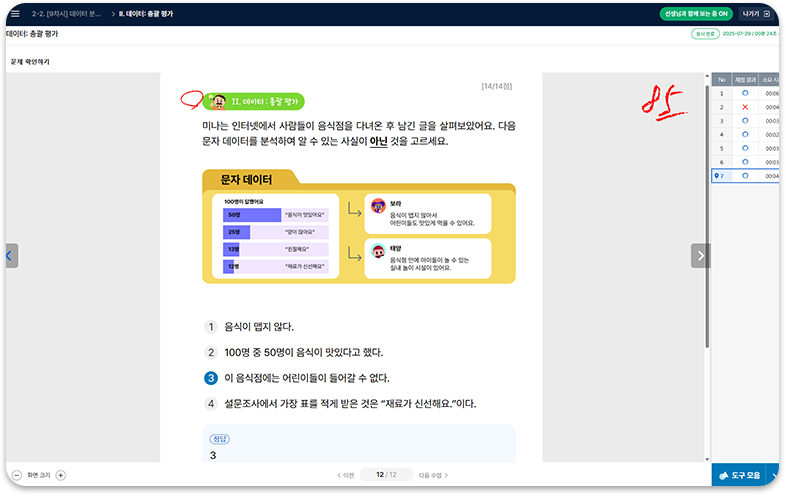 2-2. [9차시] 데이터 분... > II. 데이터: 총괄 평가
선생님과 함께 보는 중 ON
나가기
데이터: 총괄 평가
응시 완료
2025-07-29 / 00분 24초
문제 확인하기
[14/14점]
II. 데이터 : 총괄 평가
미나는 인터넷에서 사람들이 음식점을 다녀온 후 남긴 글을 살펴보았어요. 다음
문자 데이터를 분석하여 알 수 있는 사실이 아닌 것을 고르세요.
문자 데이터
100명이 답했어요
50명 "음식이 맛있어요"
25명 "양이 많아요"
13명 "친절해요"
12명 "재료가 신선해요"
보라
음식이 맵지 않아서
어린이들도 맛있게 먹을 수 있어요.
태양
음식점 안에 아이들이 놀 수 있는
실내 놀이 시설이 있어요.
1 음식이 맵지 않다.
2 100명 중 50명이 음식이 맛있다고 했다.
3 이 음식점에는 어린이들이 들어갈 수 없다.
4 설문조사에서 가장 표를 적게 받은 것은 “재료가 신선해요.”이다.
정답
3
No 채점 결과 소요 시
1 00:06
2 00:04
3 00:03
4 00:02
5 00:03
6 00:03
7 00:04
화면 크기
이전
12 / 12
다음 수업
도구 모음